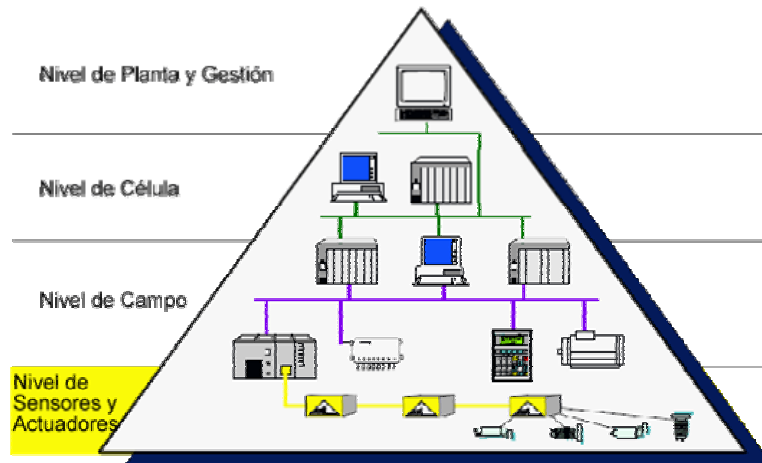 Nivel de Planta y Gestión
Nivel de Célula
Nivel de Campo
Nivel de
Sensores y
Actuadores